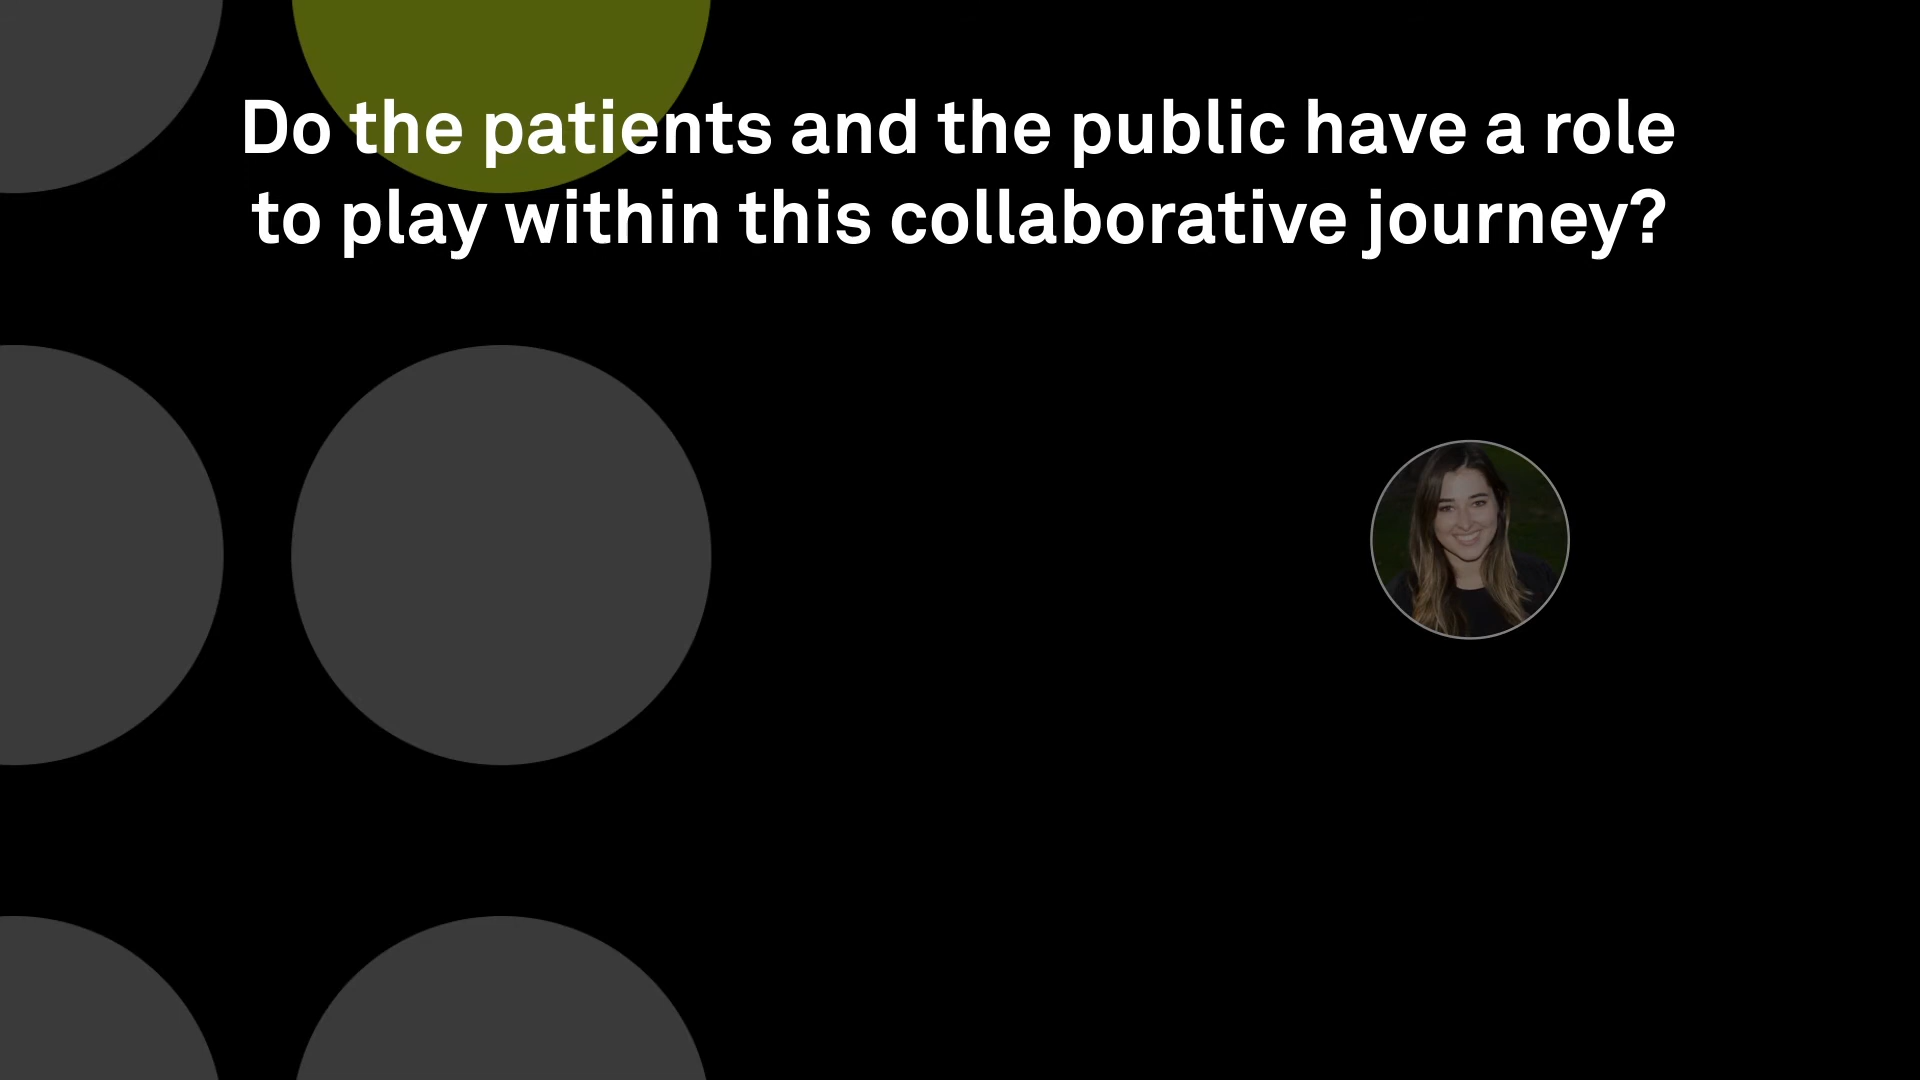 Do the patients and the public have a role
to play within this collaborative journey?